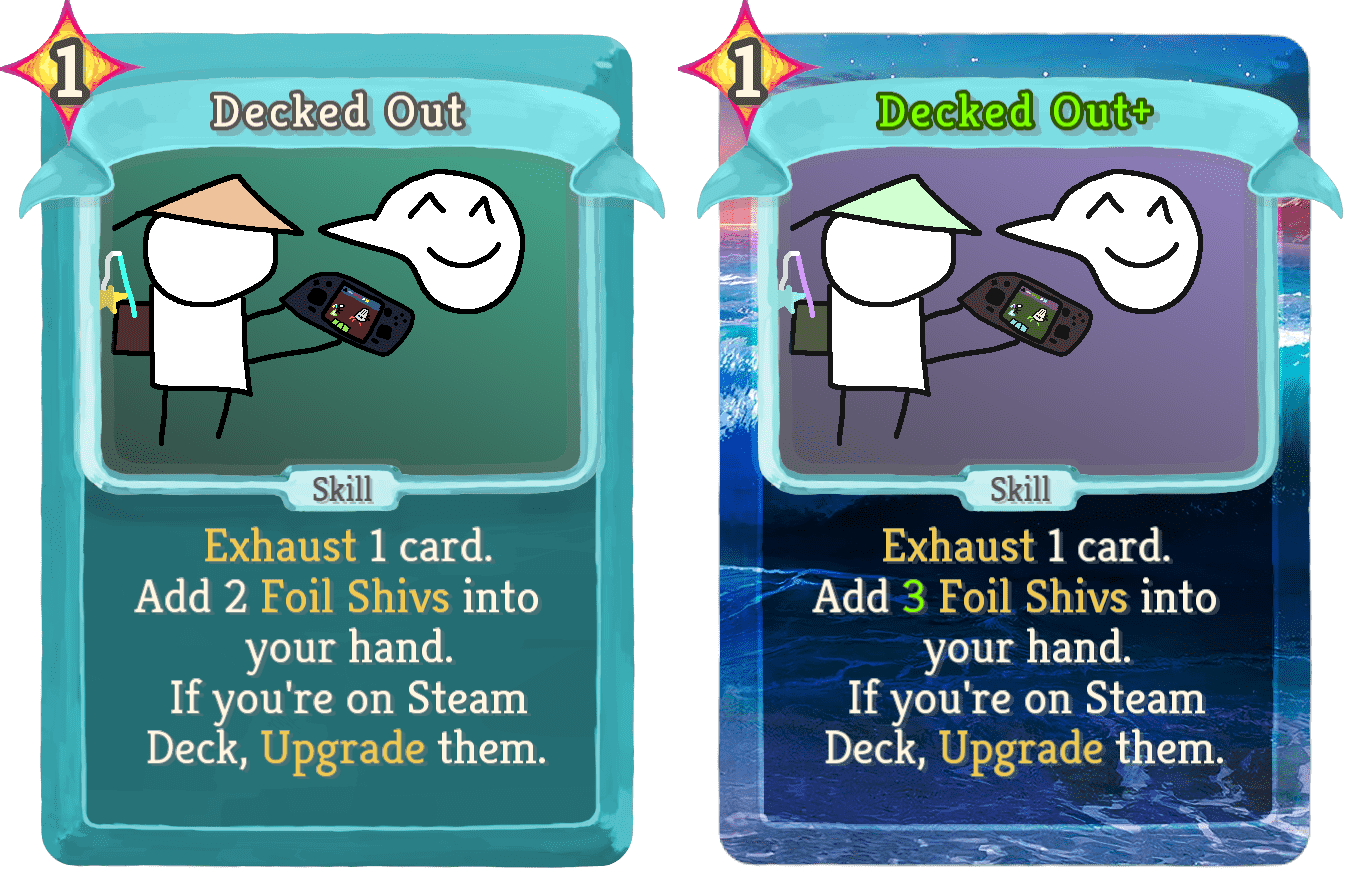 1
Decked Out
Skill
Exhaust 1 card.
Add 2 Foil Shivs into
your hand.
If you're on Steam
Deck, Upgrade them.
1
Decked Out+
Skill
Exhaust 1 card.
Add 3 Foil Shivs into
your hand.
If you're on Steam
Deck, Upgrade them.